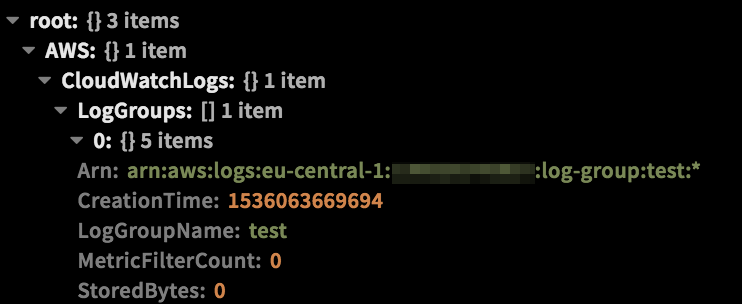 root: {} 3 items
AWS: {} 1 item
CloudWatchLogs: {} 1 item
LogGroups: [] 1 item
0: {} 5 items
Arn: arn:aws:logs:eu-central-1: :log-group:test:*
CreationTime: 1536063669694
LogGroupName: test
MetricFilterCount: 0
StoredBytes: 0